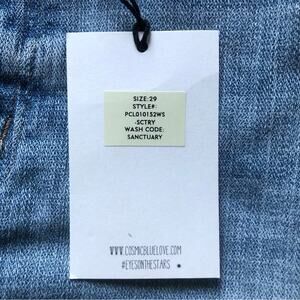 SIZE:29
STYLE#:
PCL010152WS
-SCTRY
WASH CODE:
SANCTUARY
WWW.COSMICBLUELOVE.COM
#EYESONTHESTARS